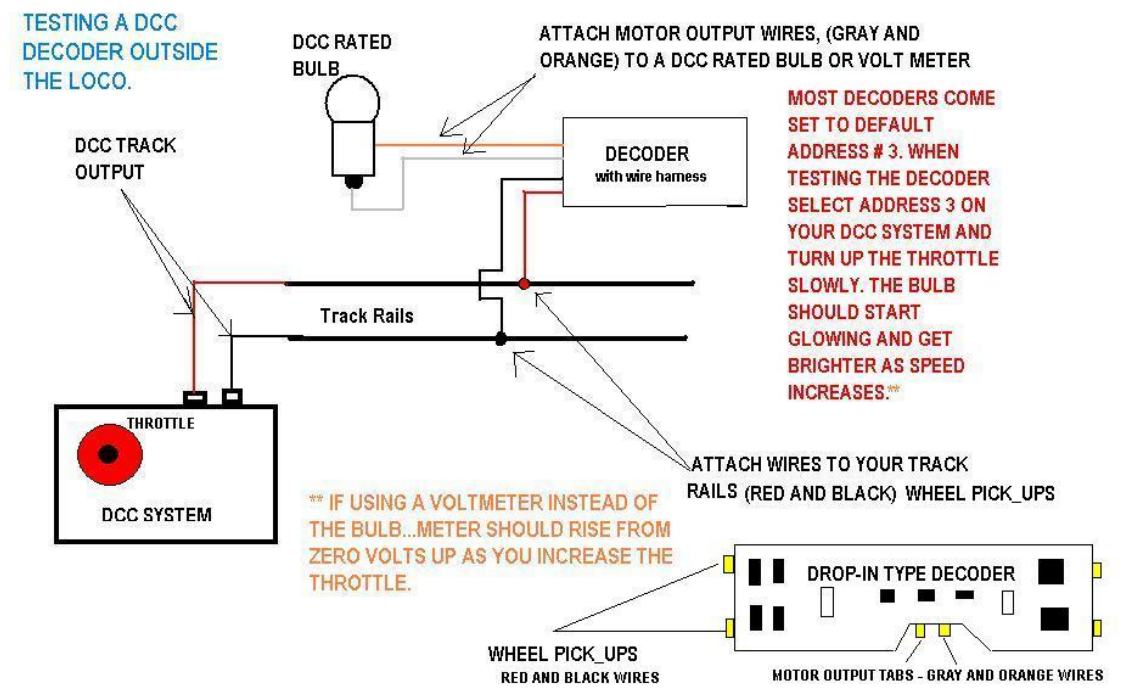 TESTING A DCC
DECODER OUTSIDE
THE LOCO.
DCC RATED
BULB
ATTACH MOTOR OUTPUT WIRES, (GRAY AND
ORANGE) TO A DCC RATED BULB OR VOLT METER
DCC TRACK
OUTPUT
DECODER
with wire harness
MOST DECODERS COME
SET TO DEFAULT
ADDRESS # 3. WHEN
TESTING THE DECODER
SELECT ADDRESS 3 ON
YOUR DCC SYSTEM AND
TURN UP THE THROTTLE
SLOWLY. THE BULB
SHOULD START
GLOWING AND GET
BRIGHTER AS SPEED
INCREASES.**
Track Rails
THROTTLE
DCC SYSTEM
ATTACH WIRES TO YOUR TRACK
RAILS (RED AND BLACK) WHEEL PICK_UPS
** IF USING A VOLTMETER INSTEAD OF
THE BULB...METER SHOULD RISE FROM
ZERO VOLTS UP AS YOU INCREASE THE
THROTTLE.
DROP-IN TYPE DECODER
WHEEL PICK_UPS
RED AND BLACK WIRES
MOTOR OUTPUT TABS - GRAY AND ORANGE WIRES